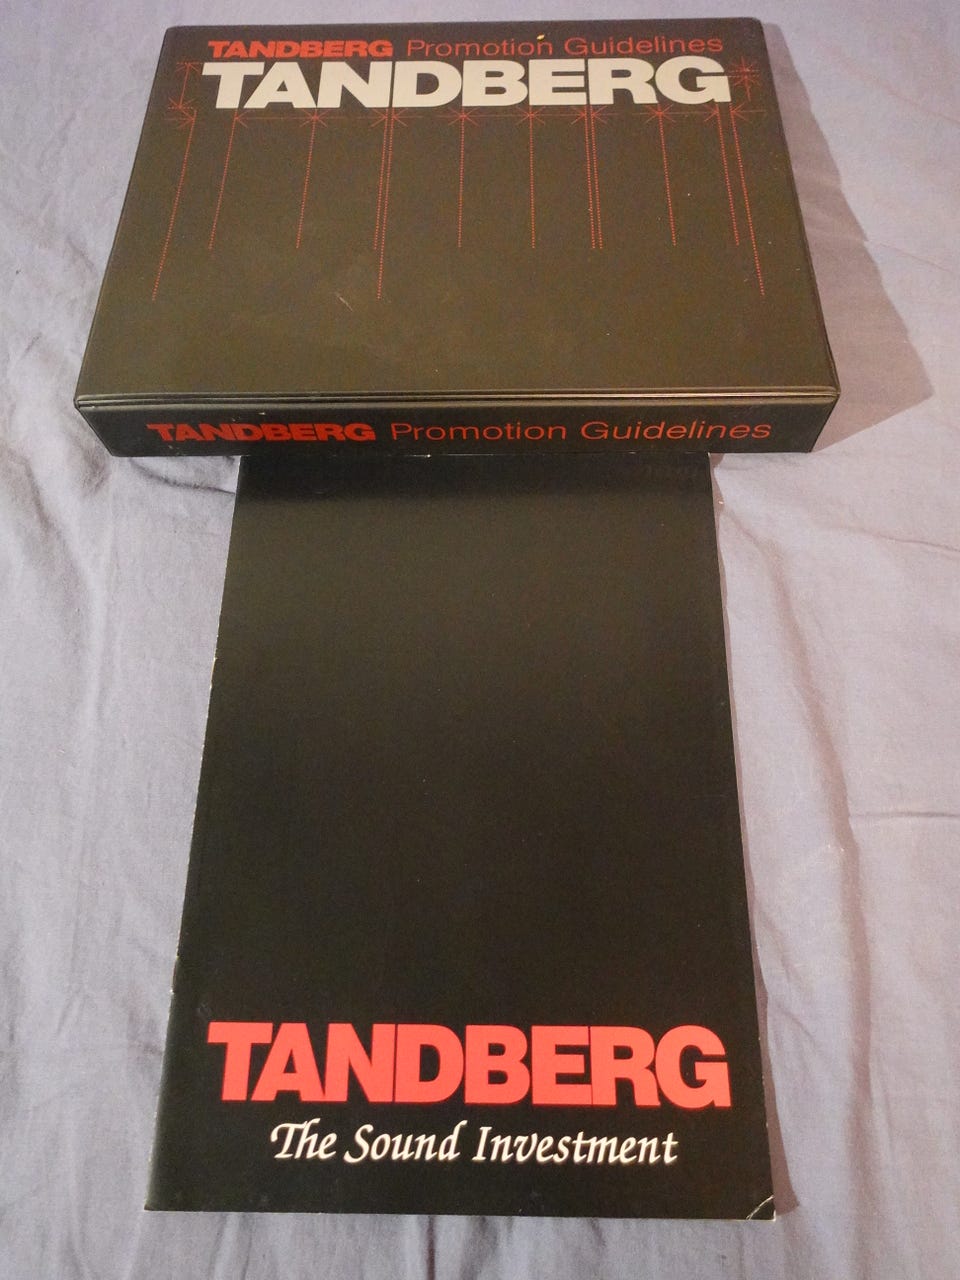 TANDBERG Promotion Guidelines
TANDBERG
TANDBERG Promotion Guidelines
TANDBERG
The Sound Investment